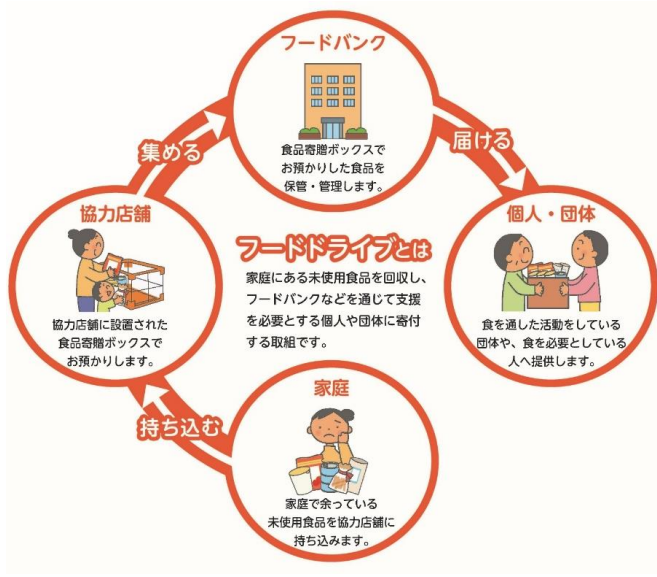 フードバンク
食品寄贈ボックスで
お預かりした食品を
保管・管理します。
集める
届ける
協力店舗
協力店舗に設置された
食品寄贈ボックスで
お預かりします。
フードドライブとは
家庭にある未使用食品を回収し、
フードバンクなどを通じて支援
を必要とする個人や団体に寄付
する取組です。
個人・団体
食を通した活動をしている
団体や、食を必要としている
人へ提供します。
持ち込む
家庭
家庭で余っている
未使用食品を協力店舗に
持ち込みます。